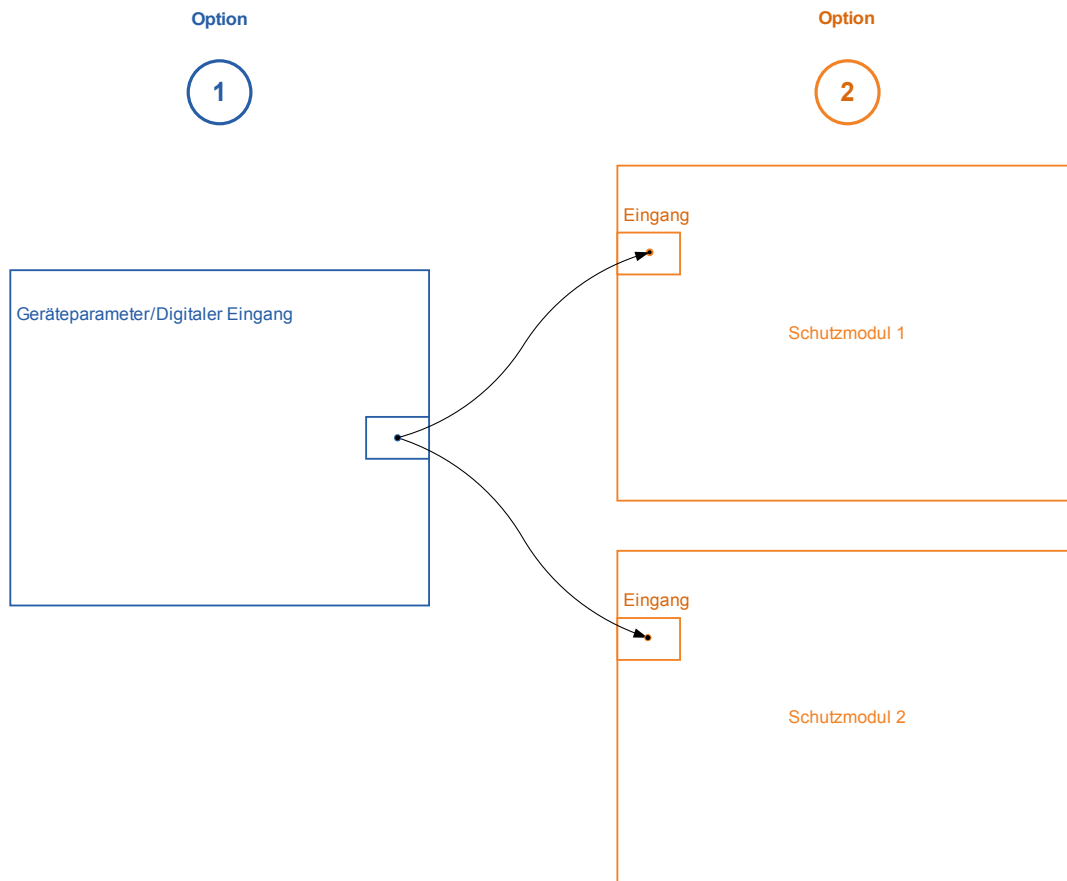 Option
1
Option
2
Geräteparameter/Digitaler Eingang
Eingang
Schutzmodul 1
Eingang
Schutzmodul 2